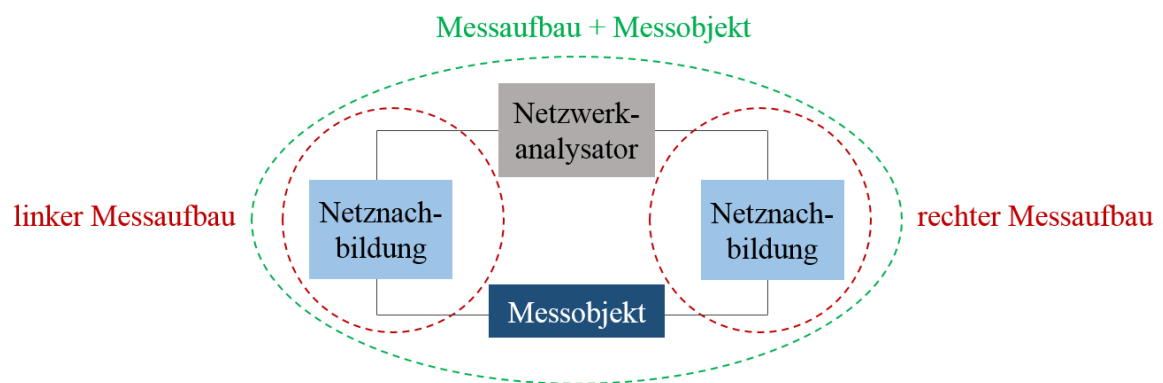 Messaufbau + Messobjekt
Netzwerk-
analysator
linker Messaufbau
Netznach-
bildung
Netznach-
bildung
rechter Messaufbau
Messobjekt